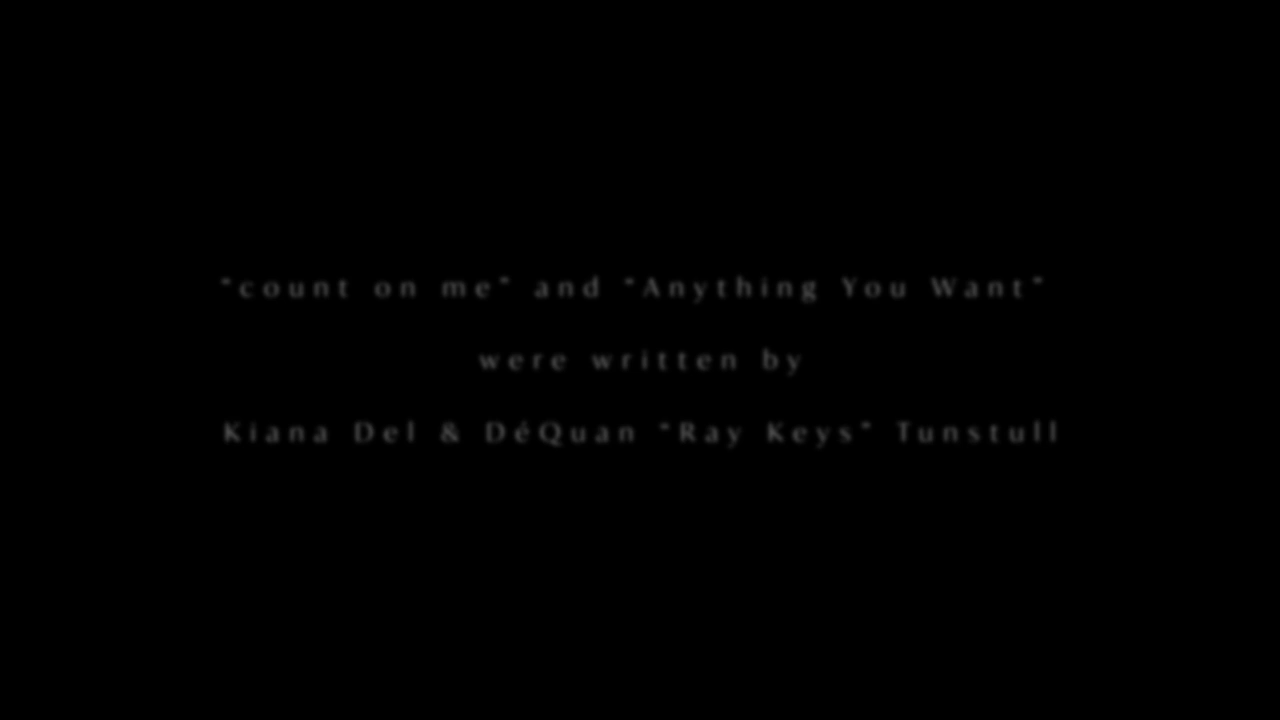 "count on me" and "Anything You Want"
were written by
Kiana Del & DéQuan "Ray Keys" Tunstull